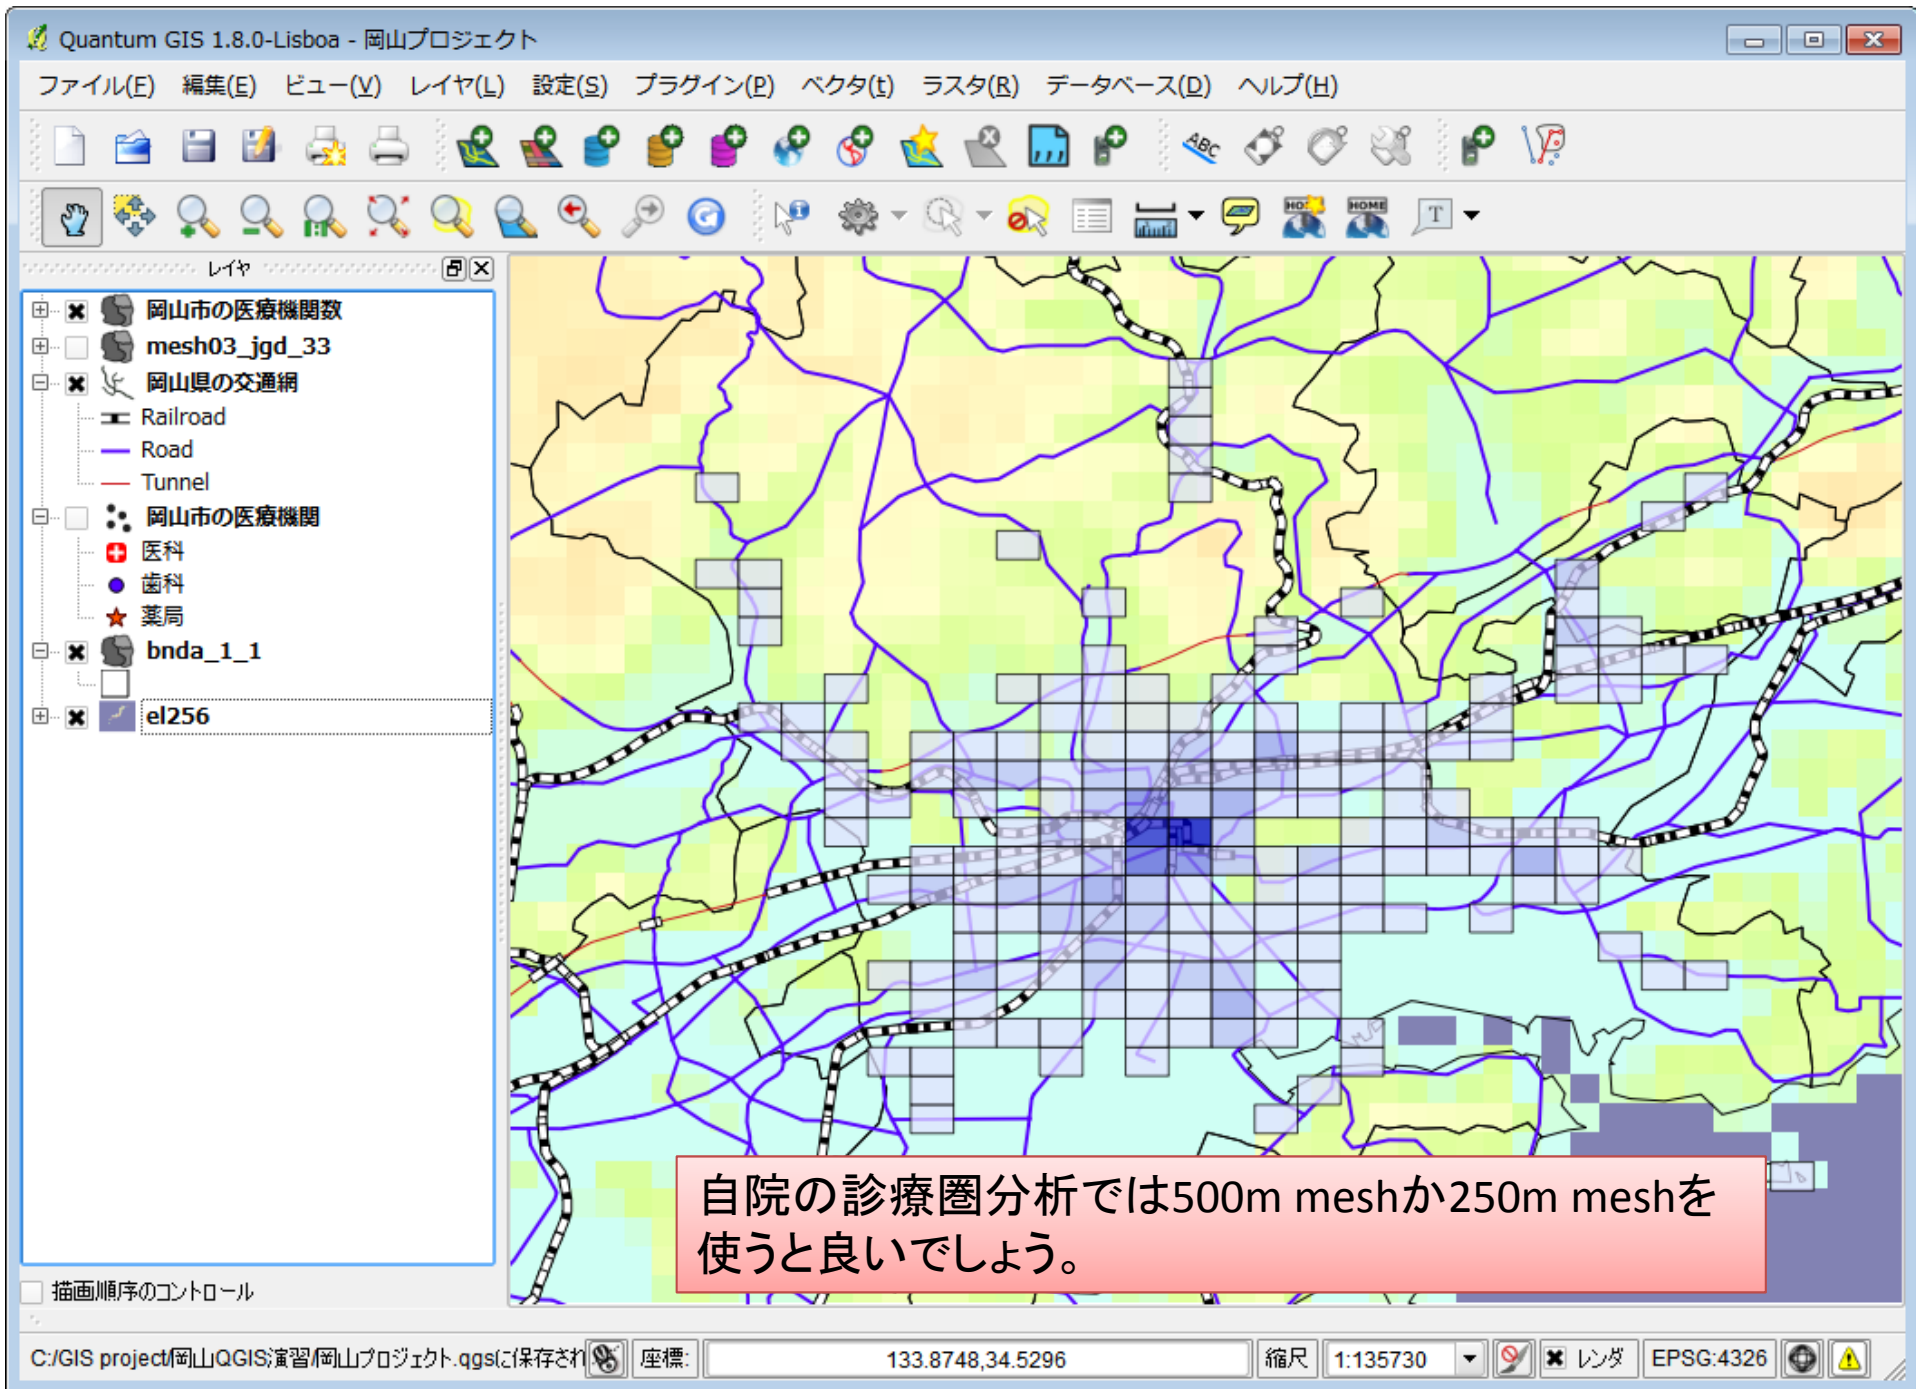 Quantum GIS 1.8.0-Lisboa - 岡山プロジェクト
ファイル(F) 編集(E) ビュー(V) レイヤ(L) 設定(S) プラグイン(P) ベクタ(t) ラスタ(R) データベース(D) ヘルプ(H)
ABC
HOME
HOME
T
レイヤ
岡山市の医療機関数
mesh03_jgd_33
岡山県の交通網
Railroad
Road
Tunnel
岡山市の医療機関
医科
歯科
薬局
bnda_1_1
el256
自院の診療圏分析では500m meshか250m meshを
使うと良いでしょう。
描画順序のコントロール
C:/GIS project/岡山QGIS演習/岡山プロジェクト.qgsに保存され 座標: 133.8748,34.5296 縮尺 1:135730 レンダ EPSG:4326